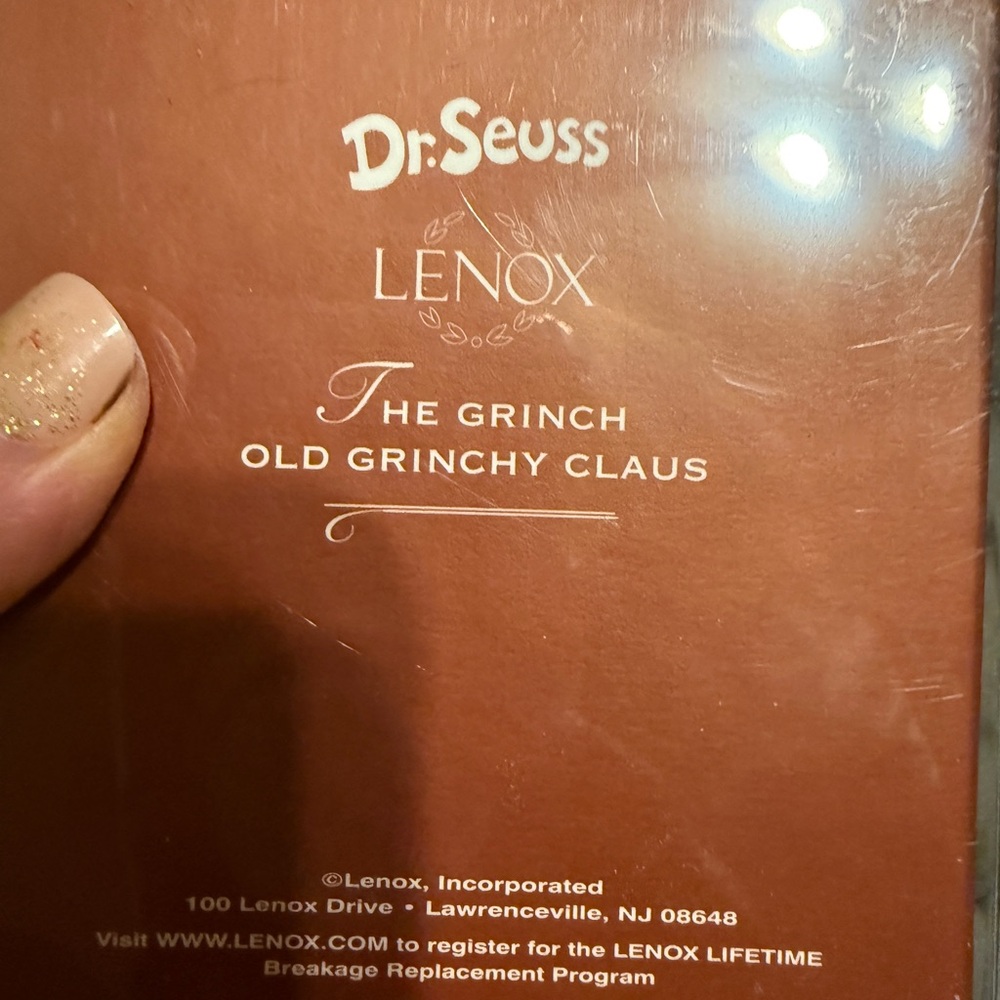 Dr. Seuss
LENOX
THE GRINCH
OLD GRINCHY CLAUS
©Lenox, Incorporated
100 Lenox Drive • Lawrenceville, NJ 08648
Visit WWW.LENOX.COM to register for the LENOX LIFETIME
Breakage Replacement Program